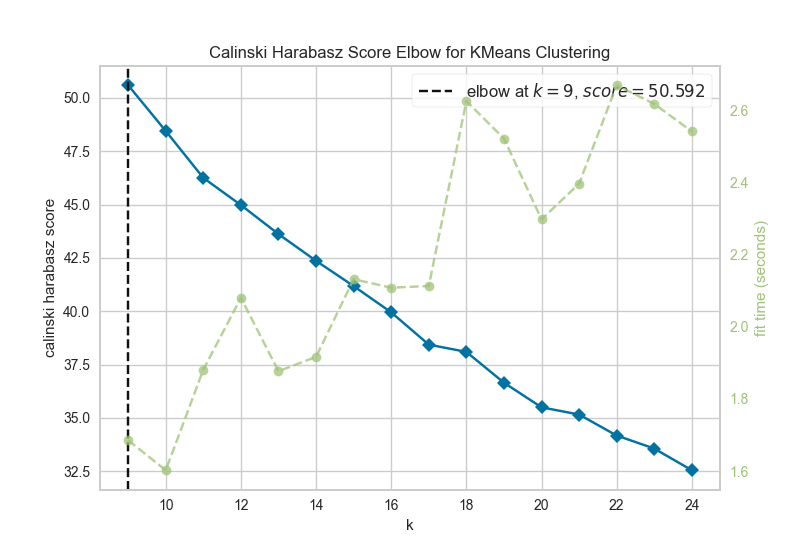 Calinski Harabasz Score Elbow for KMeans Clustering
elbow at k = 9, score = 50.592
calinski harabasz score
50.0
47.5
45.0
42.5
40.0
37.5
35.0
32.5
2.6
2.4
2.2
2.0
1.8
1.6
fit time (seconds)
10 12 14 16 18 20 22 24
k